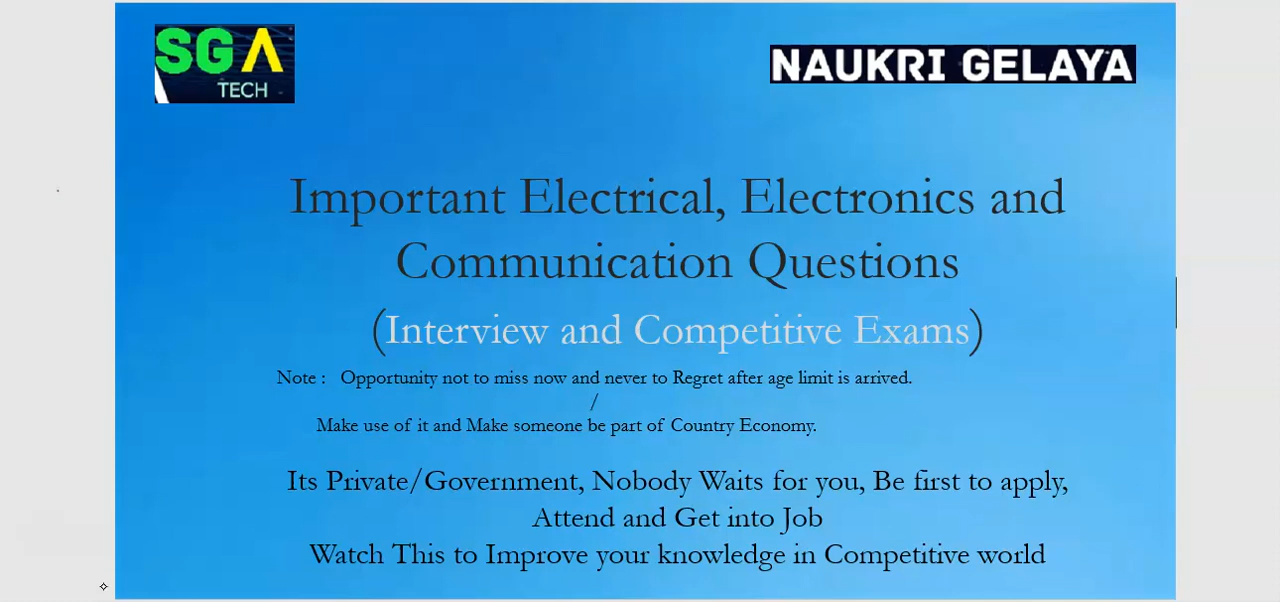 SGA
TECH
NAUKRI GELAYA
Important Electrical, Electronics and
Communication Questions
(Interview and Competitive Exams)
Note : Opportunity not to miss now and never to Regret after age limit is arrived.
/
Make use of it and Make someone be part of Country Economy.
Its Private/Government, Nobody Waits for you, Be first to apply,
Attend and Get into Job
Watch This to Improve your knowledge in Competitive world